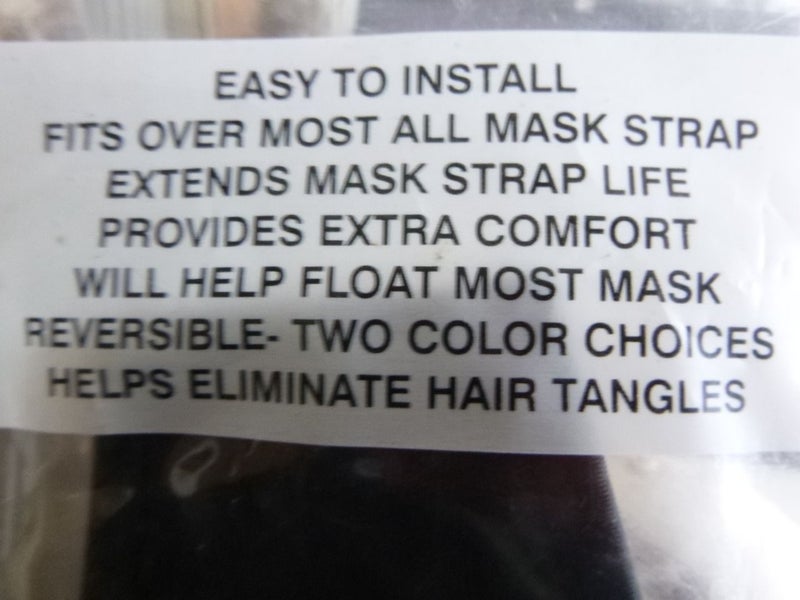 EASY TO INSTALL
FITS OVER MOST ALL MASK STRAP
EXTENDS MASK STRAP LIFE
PROVIDES EXTRA COMFORT
WILL HELP FLOAT MOST MASK
REVERSIBLE- TWO COLOR CHOICES
HELPS ELIMINATE HAIR TANGLES